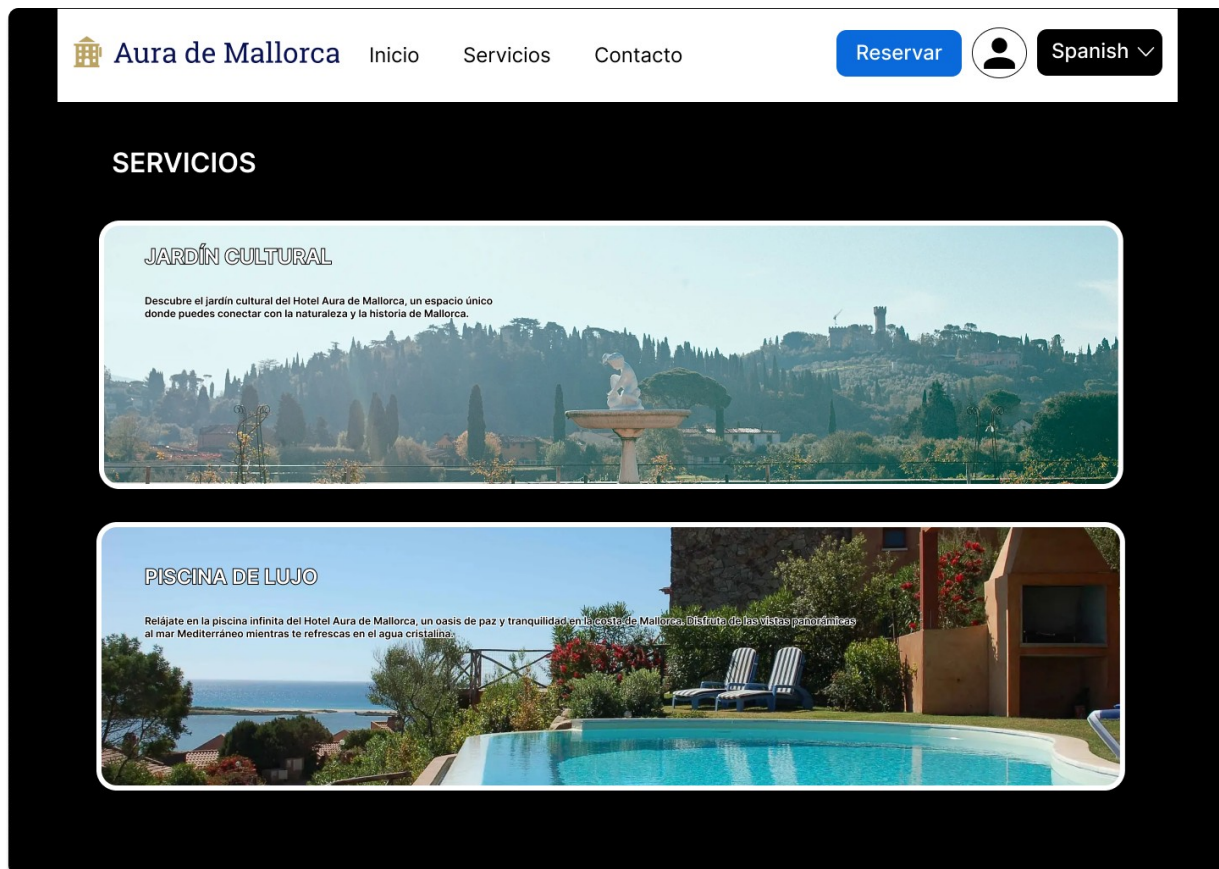 Aura de Mallorca Inicio Servicios Contacto Reservar Spanish
SERVICIOS
JARDÍN CULTURAL
Descubre el jardín cultural del Hotel Aura de Mallorca, un espacio único
donde puedes conectar con la naturaleza y la historia de Mallorca.
PISCINA DE LUJO
Relájate en la piscina infinita del Hotel Aura de Mallorca, un oasis de paz y tranquilidad en la costa de Mallorca. Disfruta de las vistas panorámicas
al mar Mediterráneo mientras te refrescas en el agua cristalina.